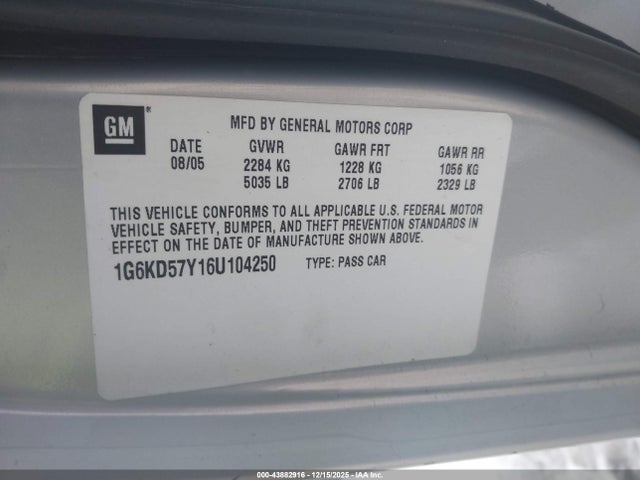 GM
MFD BY GENERAL MOTORS CORP
DATE GVWR GAWR FRT GAWR RR
08/05 2284 KG 1228 KG 1056 KG
5035 LB 2706 LB 2329 LB
THIS VEHICLE CONFORMS TO ALL APPLICABLE U.S. FEDERAL MOTOR
VEHICLE SAFETY, BUMPER, AND THEFT PREVENTION STANDARDS IN
EFFECT ON THE DATE OF MANUFACTURE SHOWN ABOVE.
1G6KD57Y16U104250 TYPE: PASS CAR
000-43882916 - 12/15/2025 - IAA Inc.